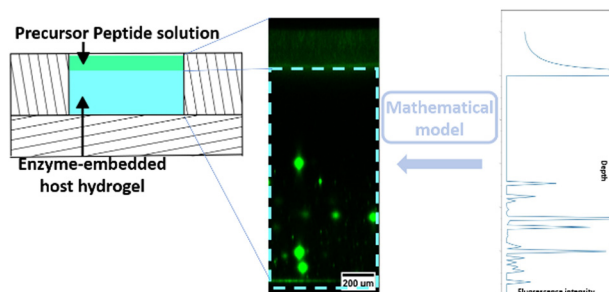 Precursor Peptide solution
Enzyme-embedded
host hydrogel
200 um
Mathematical
model
Depth
Fluorescence intensity